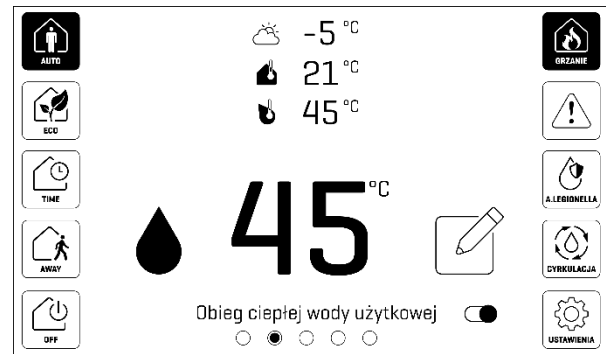 AUTO
ECO
TIME
AWAY
OFF
-5 °C
21 °C
45 °C
45 °C
Obieg ciepłej wody użytkowej
GRZANIE
A.LEGIONELLA
CYRKULACJA
USTAWIENIA